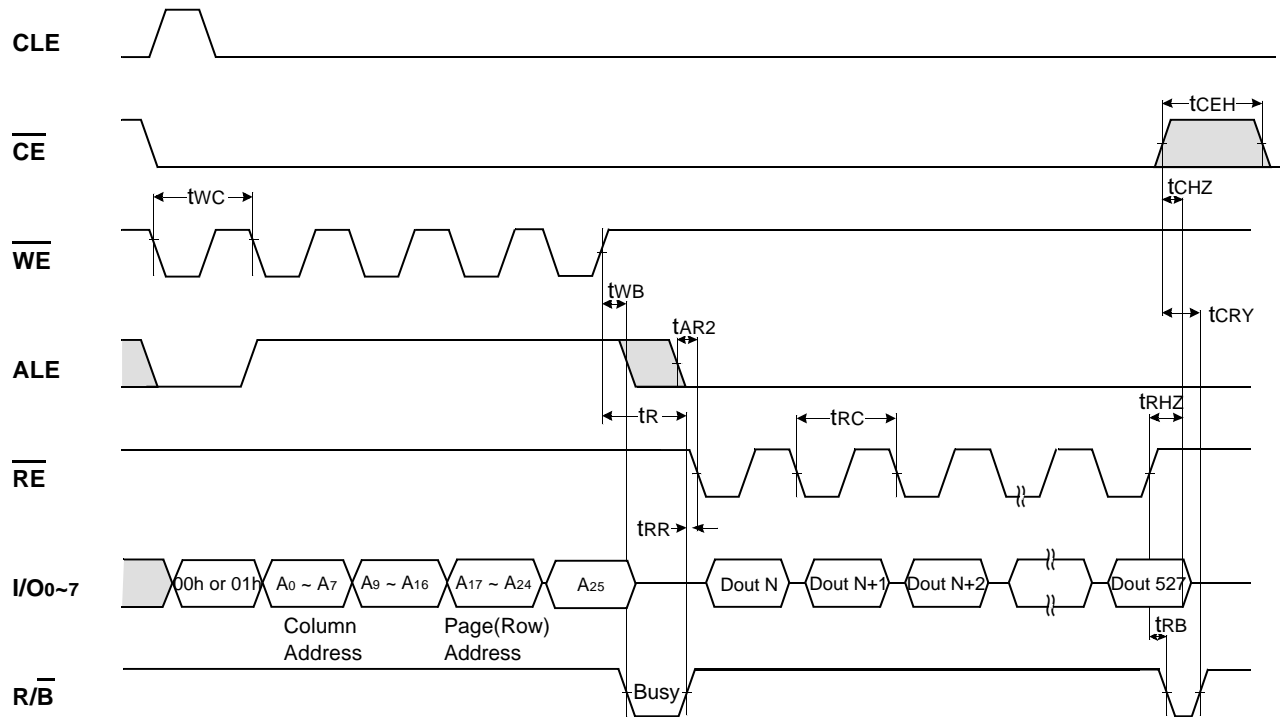 CLE
tCEH
CE
tCHZ
tWC
WE
tWB
tAR2
tCRY
ALE
tR
tRC
tRHZ
RE
tRR
I/O0~7
00h or 01h
A0 ~ A7
A9 ~ A16
A17 ~ A24
A25
Dout N
Dout N+1
Dout N+2
Dout 527
Column
Address
Page(Row)
Address
tRB
R/B
Busy